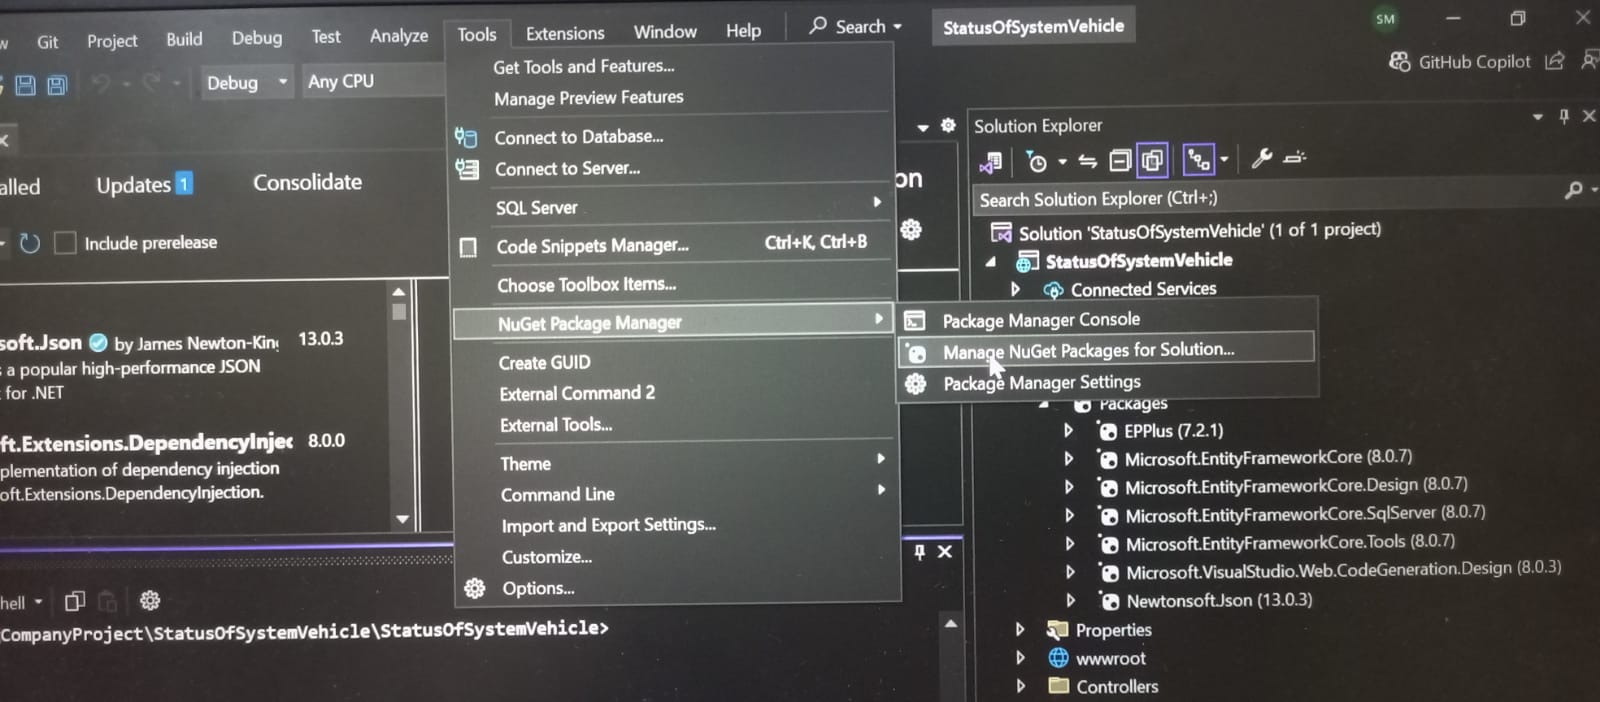 Git Project Build Debug Test Analyze Tools Extensions Window Help Search StatusOfSystemVehicle SM
Debug Any CPU GitHub Copilot
Get Tools and Features...
Manage Preview Features
Connect to Database...
Connect to Server...
SQL Server
Code Snippets Manager... Ctrl+K, Ctrl+B
Choose Toolbox Items...
NuGet Package Manager
Create GUID
External Command 2
External Tools...
Theme
Command Line
Import and Export Settings...
Customize...
Options...
Package Manager Console
Manage NuGet Packages for Solution...
Package Manager Settings
alled Updates 1 Consolidate
on
Include prerelease
soft.Json by James Newton-King 13.0.3
a popular high-performance JSON
for .NET
ft.Extensions.DependencyInjec 8.0.0
plementation of dependency injection
oft.Extensions.DependencyInjection.
hell
CompanyProject\StatusOfSystemVehicle\StatusOfSystemVehicle>
Solution Explorer
Search Solution Explorer (Ctrl+;)
Solution 'StatusOfSystemVehicle' (1 of 1 project)
StatusOfSystemVehicle
Connected Services
Packages
EPPlus (7.2.1)
Microsoft.EntityFrameworkCore (8.0.7)
Microsoft.EntityFrameworkCore.Design (8.0.7)
Microsoft.EntityFrameworkCore.SqlServer (8.0.7)
Microsoft.EntityFrameworkCore.Tools (8.0.7)
Microsoft.VisualStudio.Web.CodeGeneration.Design (8.0.3)
Newtonsoft.Json (13.0.3)
Properties
wwwroot
Controllers